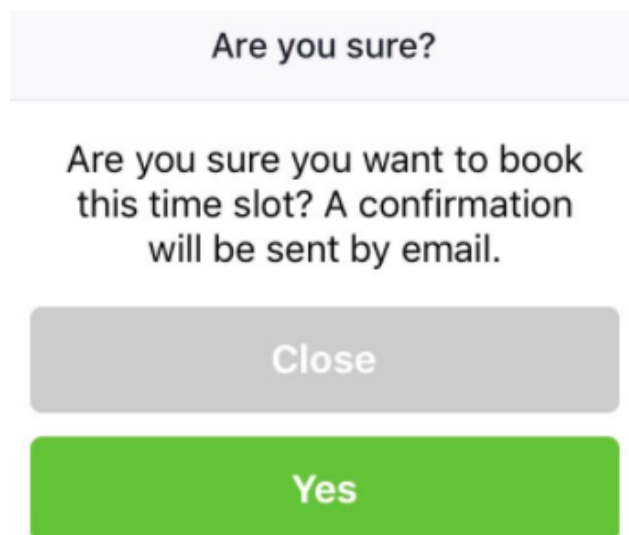 Are you sure?
Are you sure you want to book
this time slot? A confirmation
will be sent by email.
Close
Yes